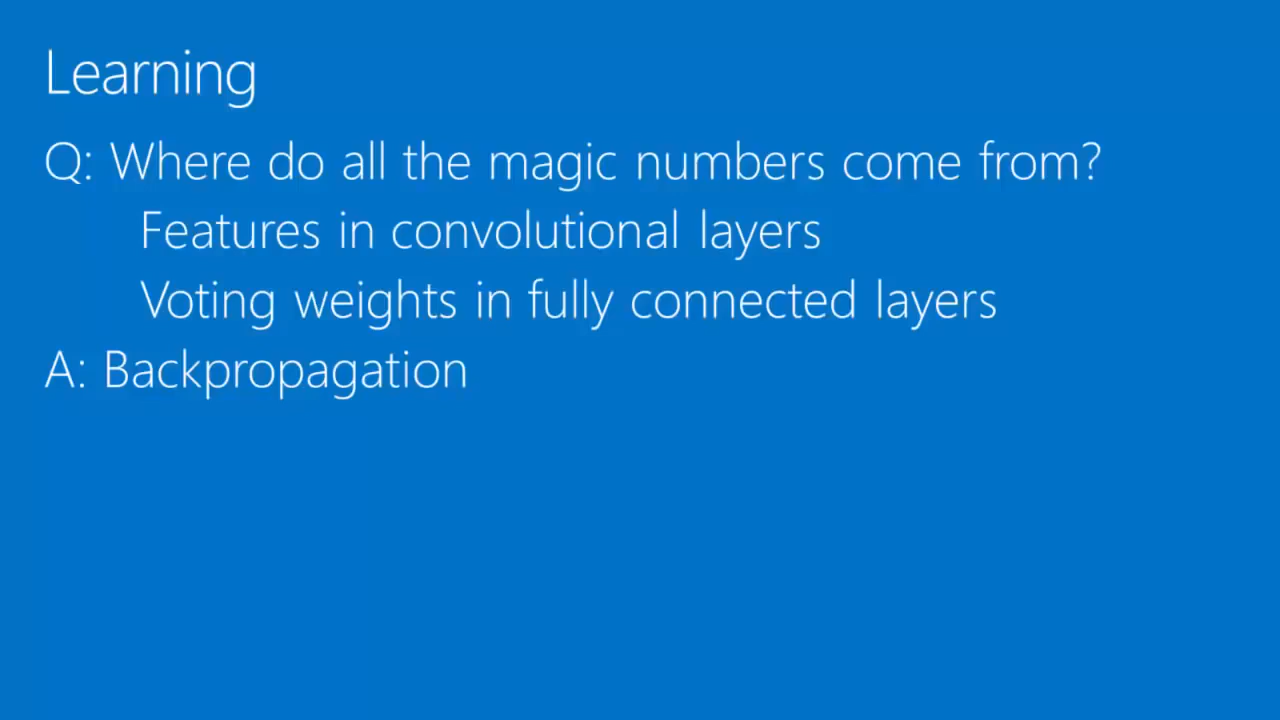 Learning
Q: Where do all the magic numbers come from?
Features in convolutional layers
Voting weights in fully connected layers
A: Backpropagation